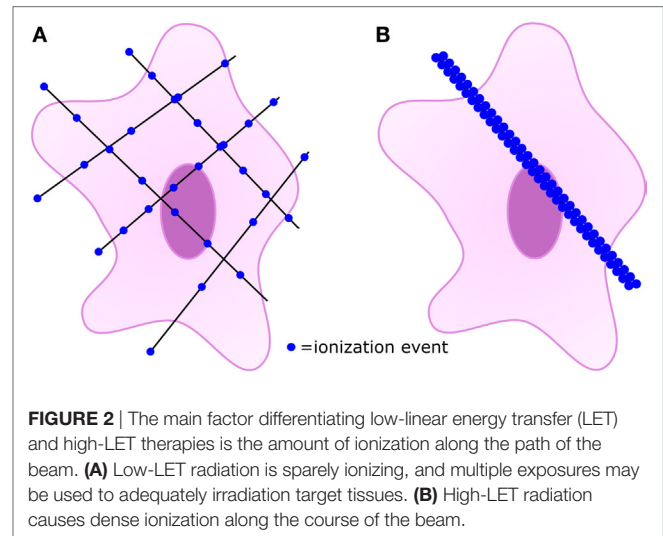 A
B
=ionization event
FIGURE 2 | The main factor differentiating low-linear energy transfer (LET)
and high-LET therapies is the amount of ionization along the path of the
beam. (A) Low-LET radiation is sparely ionizing, and multiple exposures may
be used to adequately irradiation target tissues. (B) High-LET radiation
causes dense ionization along the course of the beam.